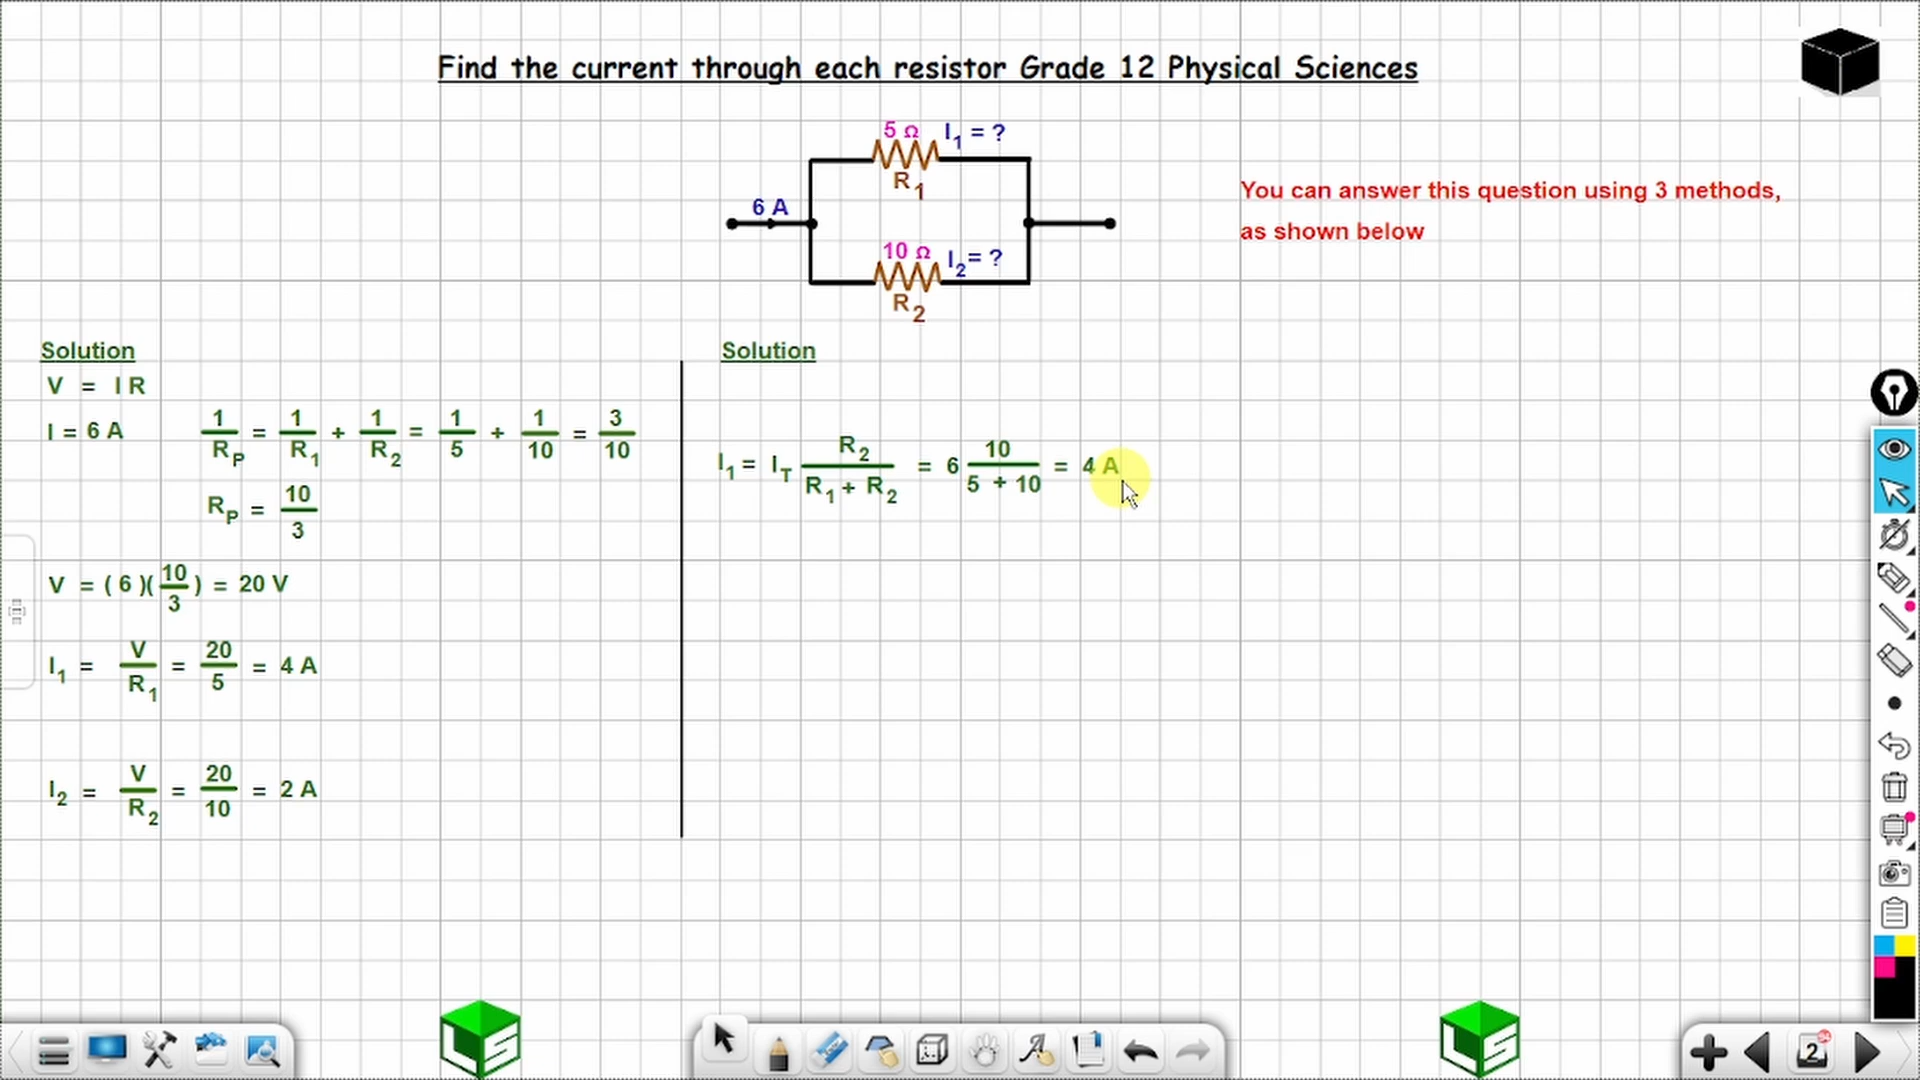 Find the current through each resistor Grade 12 Physical Sciences
5 Ω I1 = ?
R1
6 A
10 Ω I2 = ?
R2
You can answer this question using 3 methods,
as shown below
Solution
V = I R
I = 6 A
1/RP = 1/R1 + 1/R2 = 1/5 + 1/10 = 3/10
RP = 10/3
V = ( 6 )( 10/3 ) = 20 V
I1 = V/R1 = 20/5 = 4 A
I2 = V/R2 = 20/10 = 2 A
Solution
I1 = IT R2/R1 + R2 = 6 10/5 + 10 = 4 A
LS
LS
2